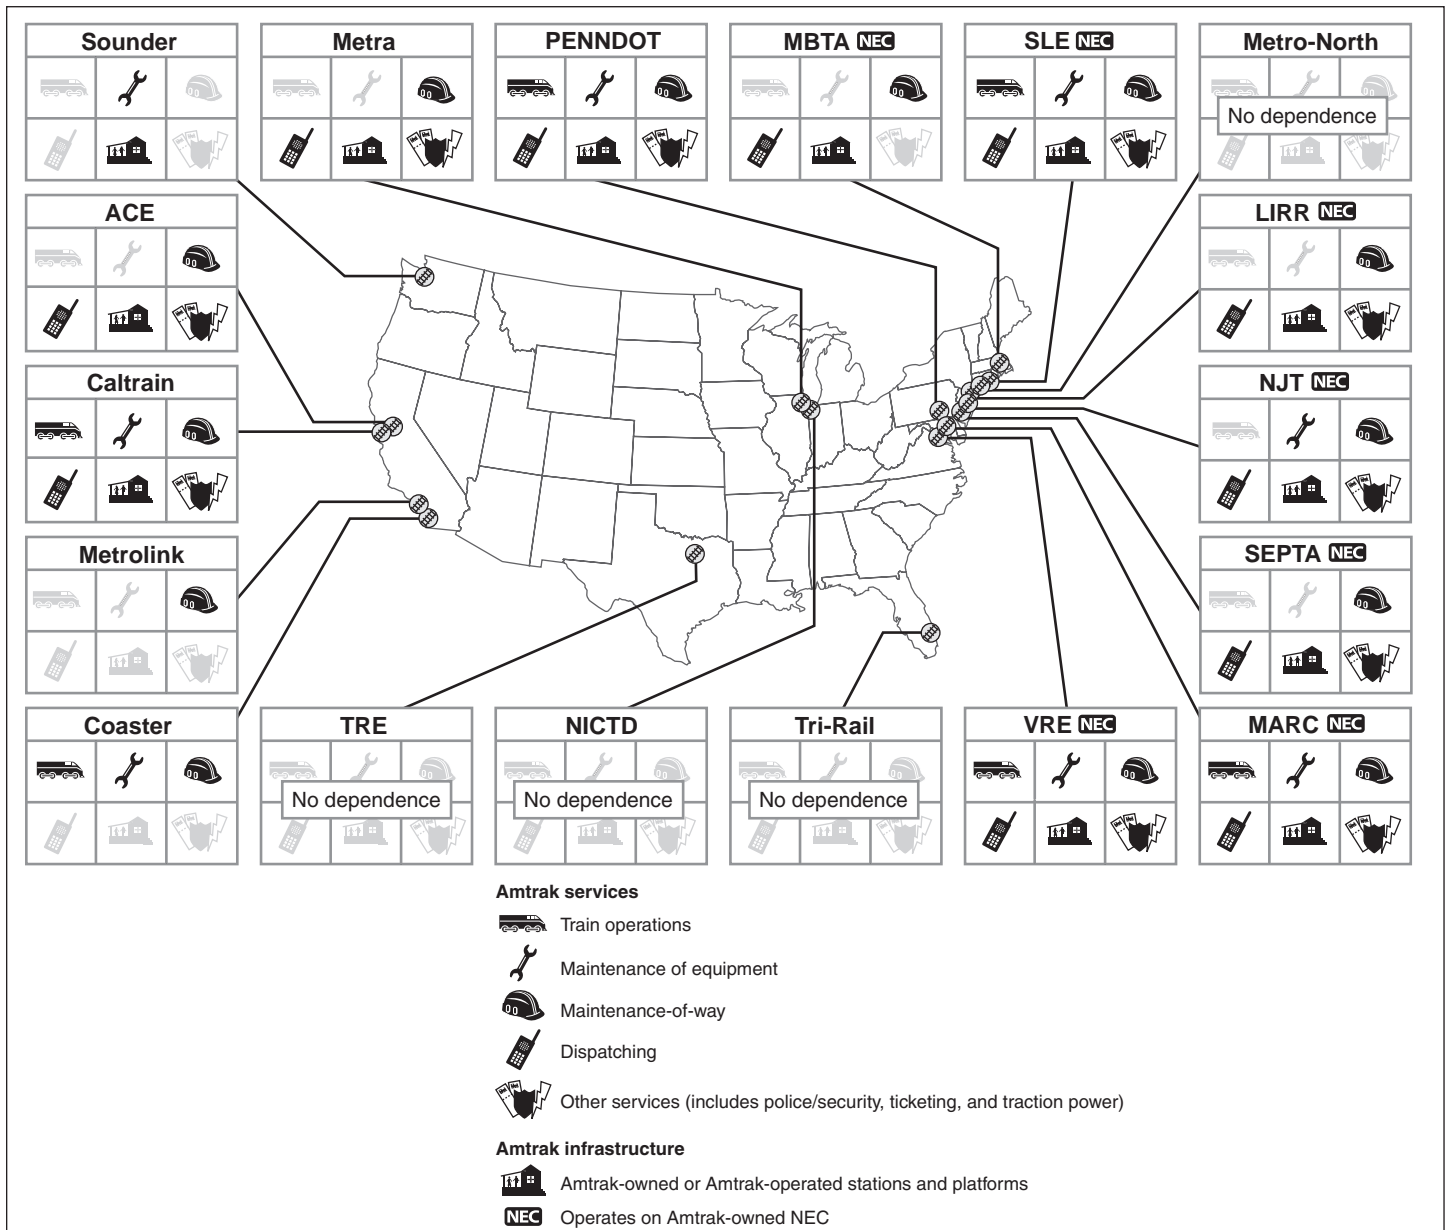 Sounder
Metra
PENNDOT
MBTA NEC
SLE NEC
Metro-North
No dependence
ACE
LIRR NEC
Caltrain
NJT NEC
Metrolink
SEPTA NEC
Coaster
TRE
No dependence
NICTD
No dependence
Tri-Rail
No dependence
VRE NEC
MARC NEC
Amtrak services
Train operations
Maintenance of equipment
Maintenance-of-way
Dispatching
Other services (includes police/security, ticketing, and traction power)
Amtrak infrastructure
Amtrak-owned or Amtrak-operated stations and platforms
NEC Operates on Amtrak-owned NEC